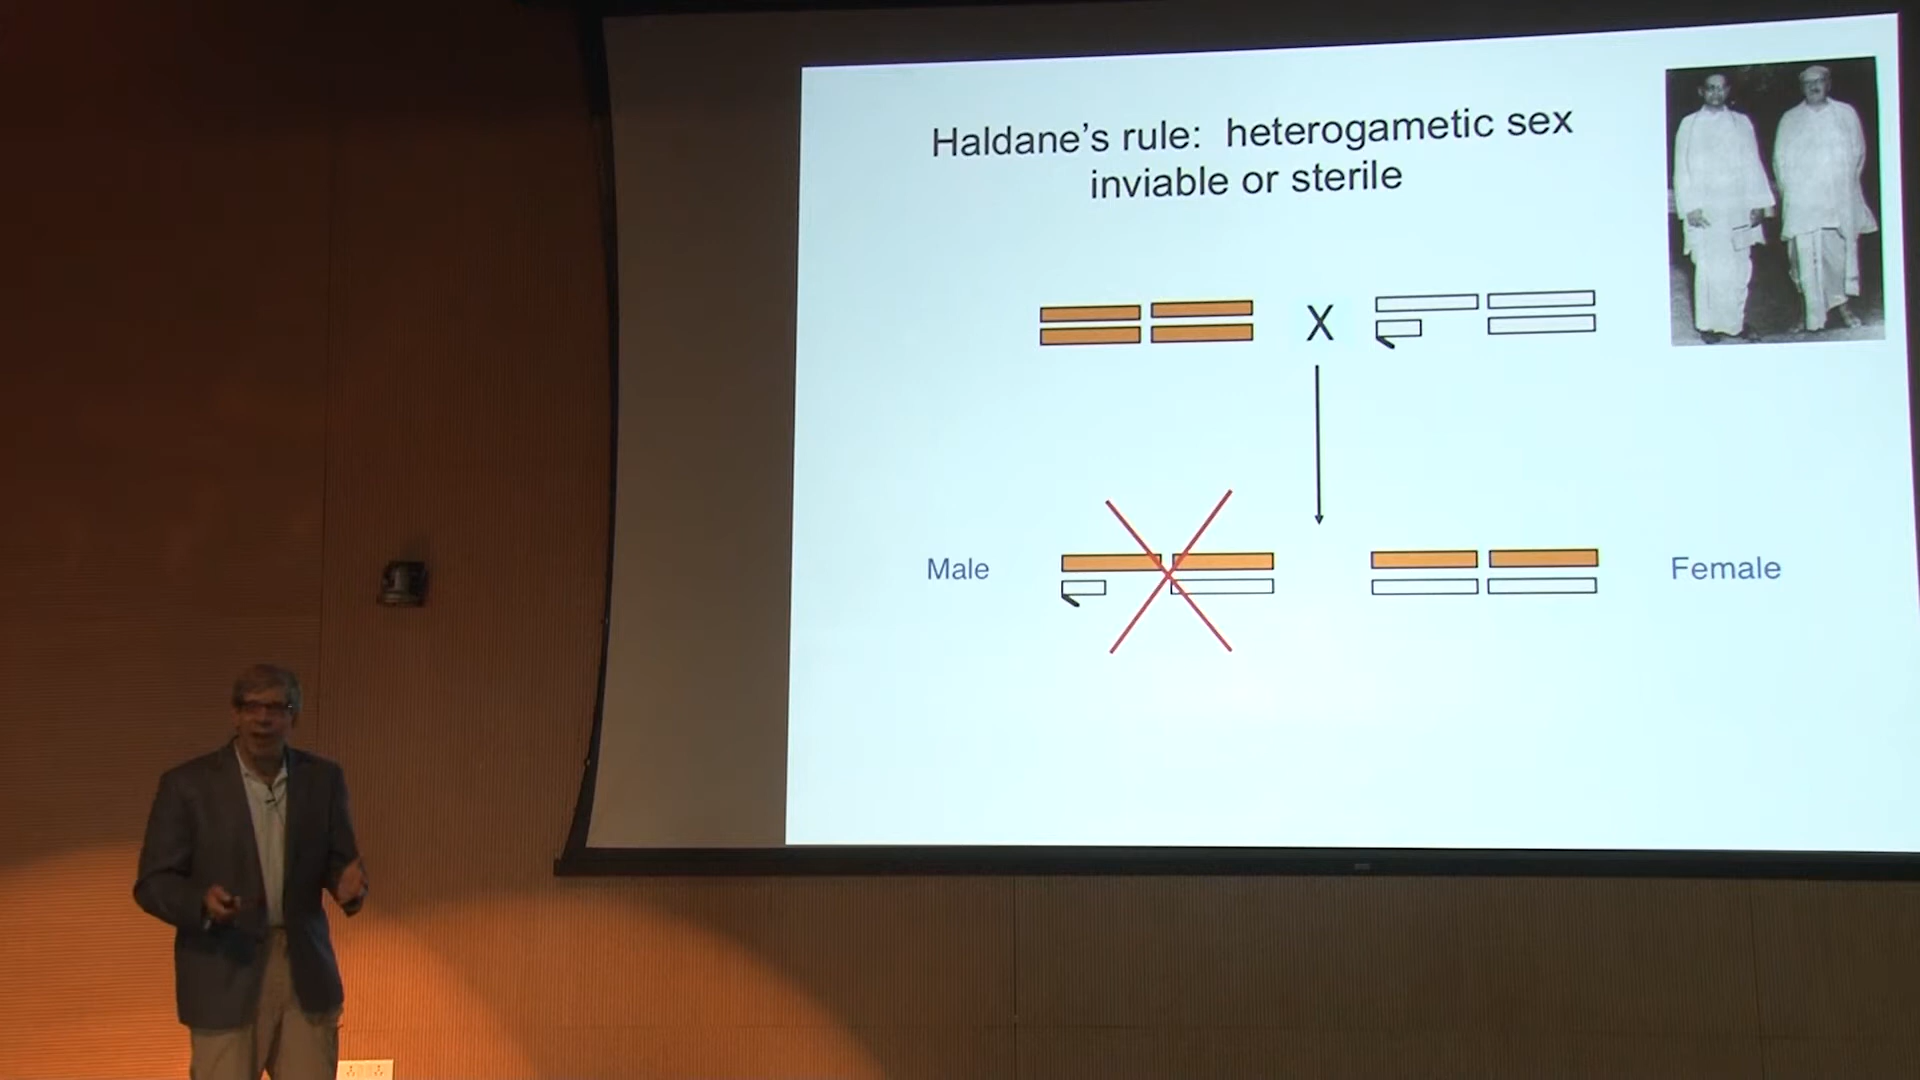 Haldane's rule: heterogametic sex
inviable or sterile
X
Male
Female